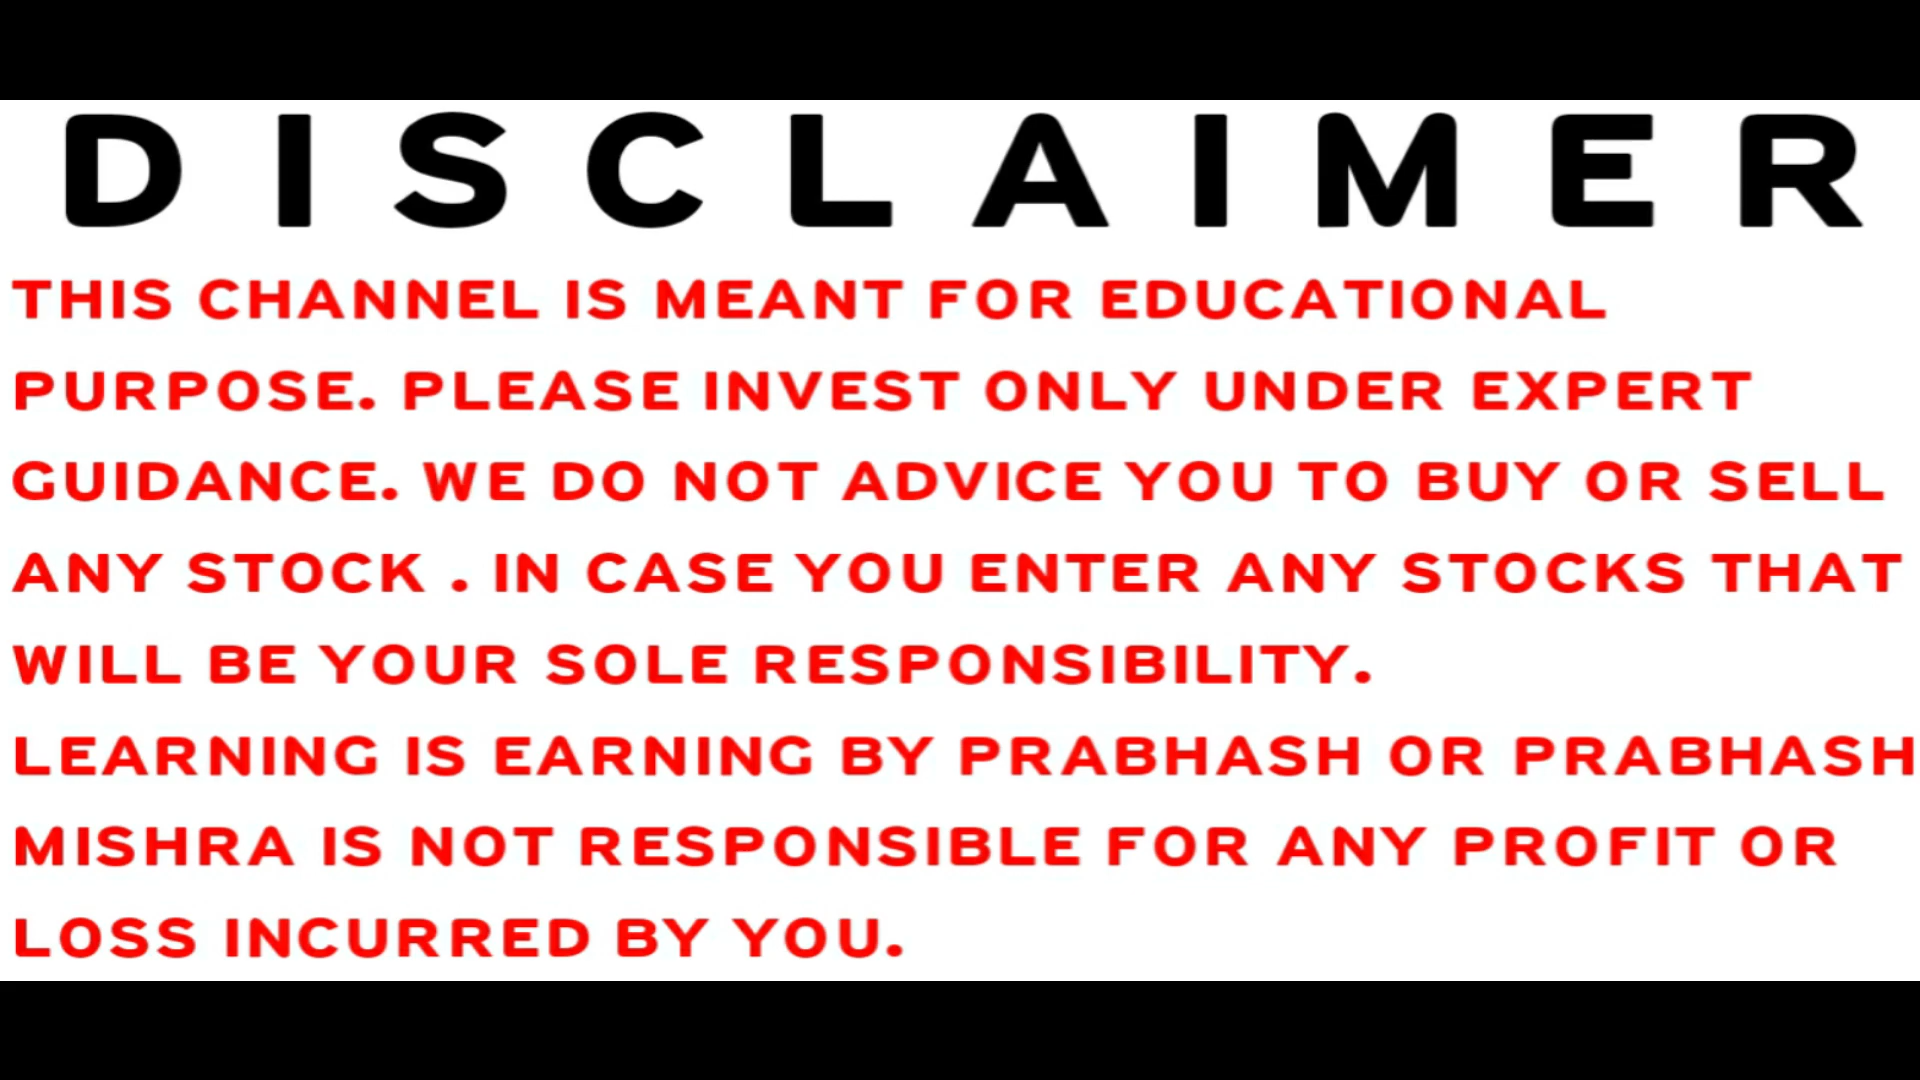 DISCLAIMER
THIS CHANNEL IS MEANT FOR EDUCATIONAL
PURPOSE. PLEASE INVEST ONLY UNDER EXPERT
GUIDANCE. WE DO NOT ADVICE YOU TO BUY OR SELL
ANY STOCK . IN CASE YOU ENTER ANY STOCKS THAT
WILL BE YOUR SOLE RESPONSIBILITY.
LEARNING IS EARNING BY PRABHASH OR PRABHASH
MISHRA IS NOT RESPONSIBLE FOR ANY PROFIT OR
LOSS INCURRED BY YOU.